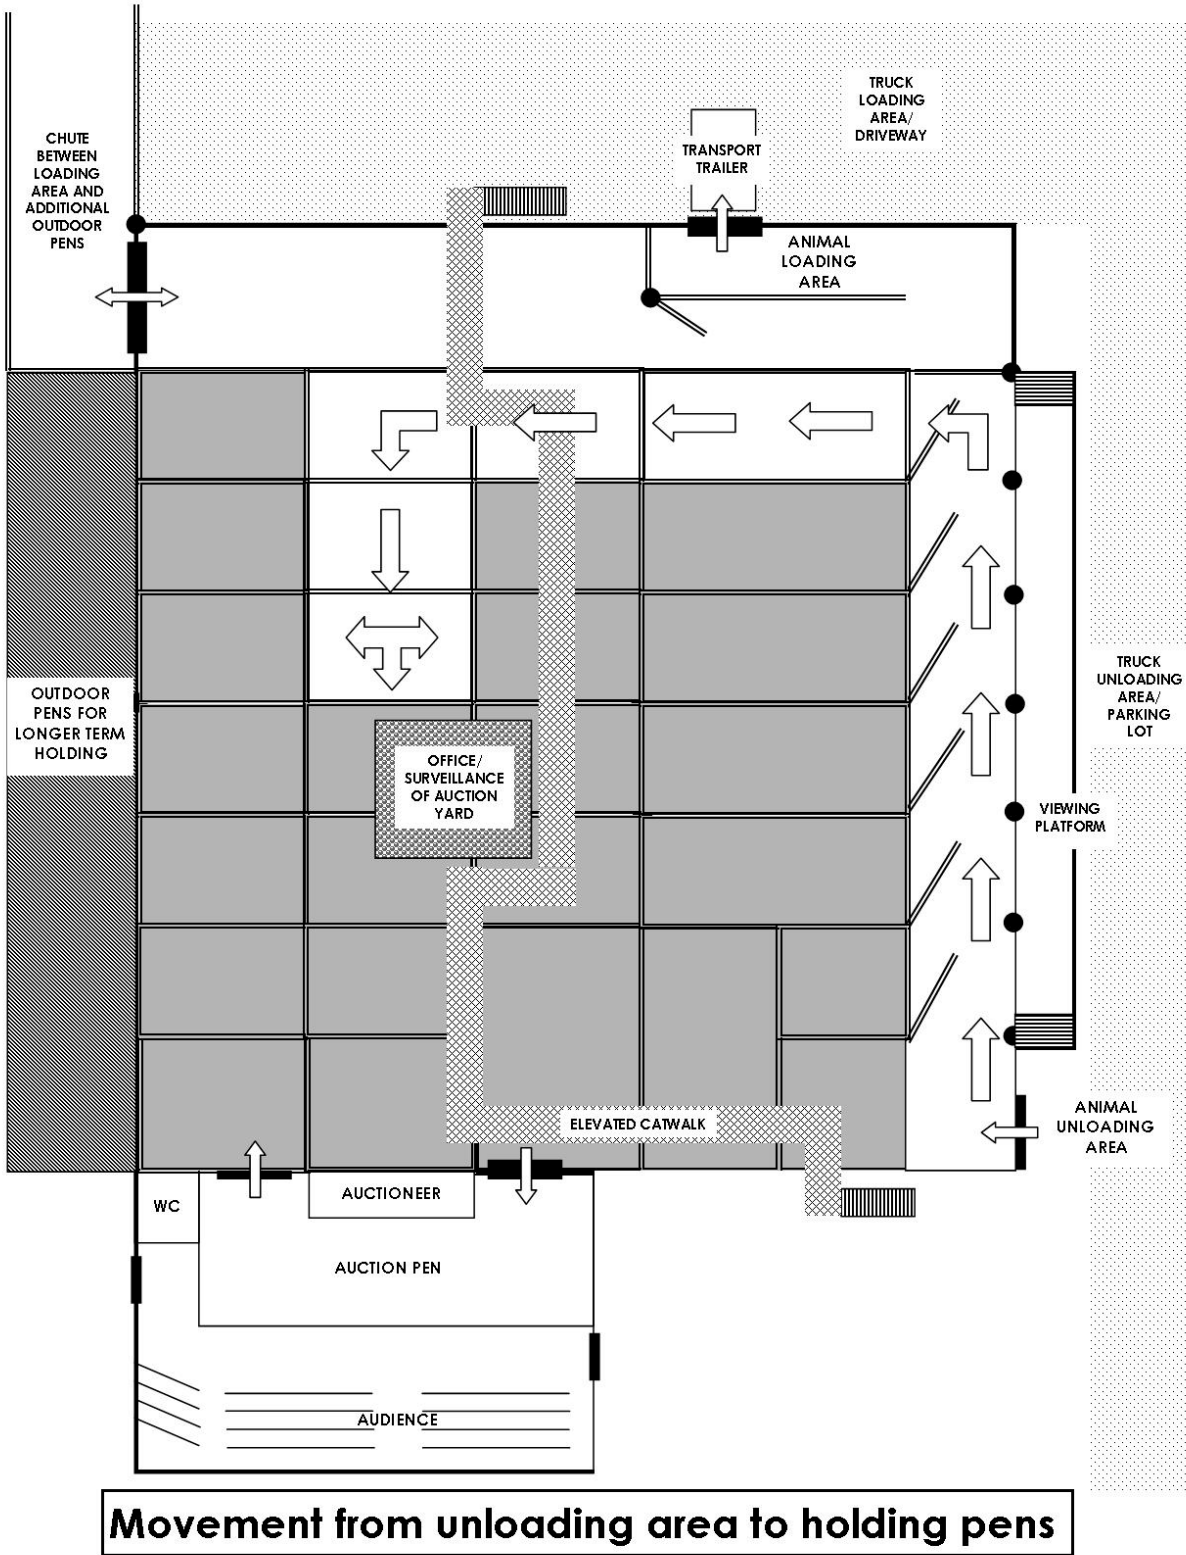 TRUCK
LOADING
AREA/
DRIVEWAY
CHUTE
BETWEEN
LOADING
AREA AND
ADDITIONAL
OUTDOOR
PENS
TRANSPORT
TRAILER
ANIMAL
LOADING
AREA
OUTDOOR
PENS FOR
LONGER TERM
HOLDING
OFFICE/
SURVEILLANCE
OF AUCTION
YARD
TRUCK
UNLOADING
AREA/
PARKING
LOT
VIEWING
PLATFORM
ELEVATED CATWALK
ANIMAL
UNLOADING
AREA
WC
AUCTIONEER
AUCTION PEN
AUDIENCE
Movement from unloading area to holding pens